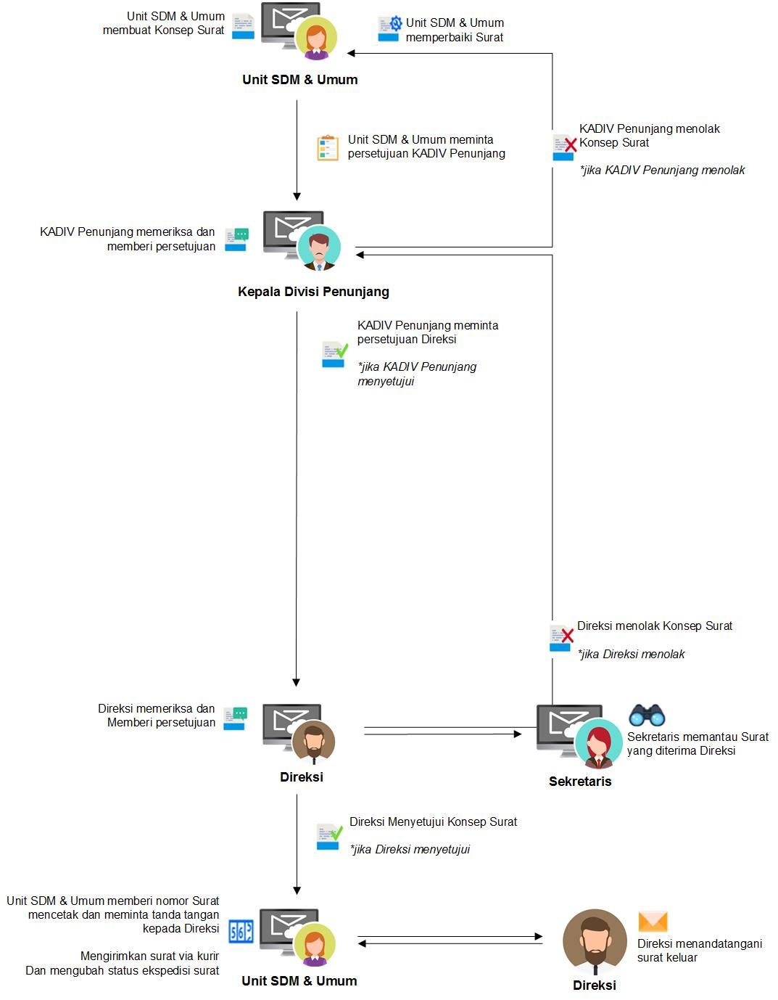 Unit SDM & Umum
membuat Konsep Surat
Unit SDM & Umum
memperbaiki Surat
Unit SDM & Umum
Unit SDM & Umum meminta
persetujuan KADIV Penunjang
KADIV Penunjang menolak
Konsep Surat
*jika KADIV Penunjang menolak
KADIV Penunjang memeriksa dan
memberi persetujuan
Kepala Divisi Penunjang
KADIV Penunjang meminta
persetujuan Direksi
*jika KADIV Penunjang
menyetujui
Direksi menolak Konsep Surat
*jika Direksi menolak
Direksi memeriksa dan
Memberi persetujuan
Direksi
Sekretaris memantau Surat
yang diterima Direksi
Sekretaris
Direksi Menyetujui Konsep Surat
*jika Direksi menyetujui
Unit SDM & Umum memberi nomor Surat
mencetak dan meminta tanda tangan
kepada Direksi
Mengirimkan surat via kurir
Dan mengubah status ekspedisi surat
565
Unit SDM & Umum
Direksi menandatangani
surat keluar
Direksi